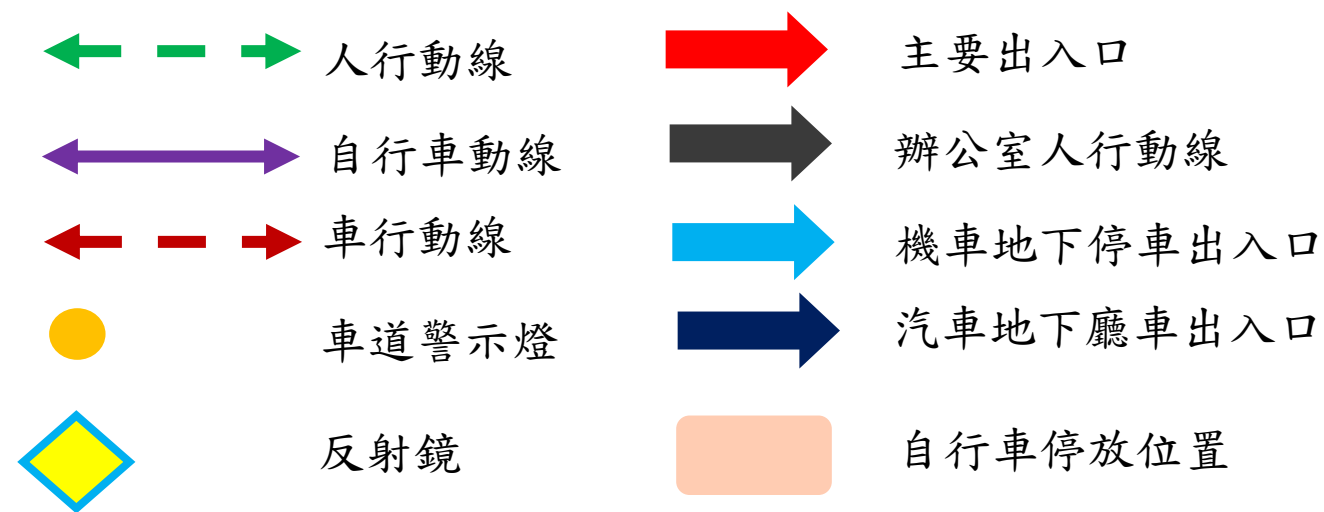 人行動線
自行車動線
車行動線
車道警示燈
反射鏡
主要出入口
辦公室人行動線
機車地下停車出入口
汽車地下廳車出入口
自行車停放位置